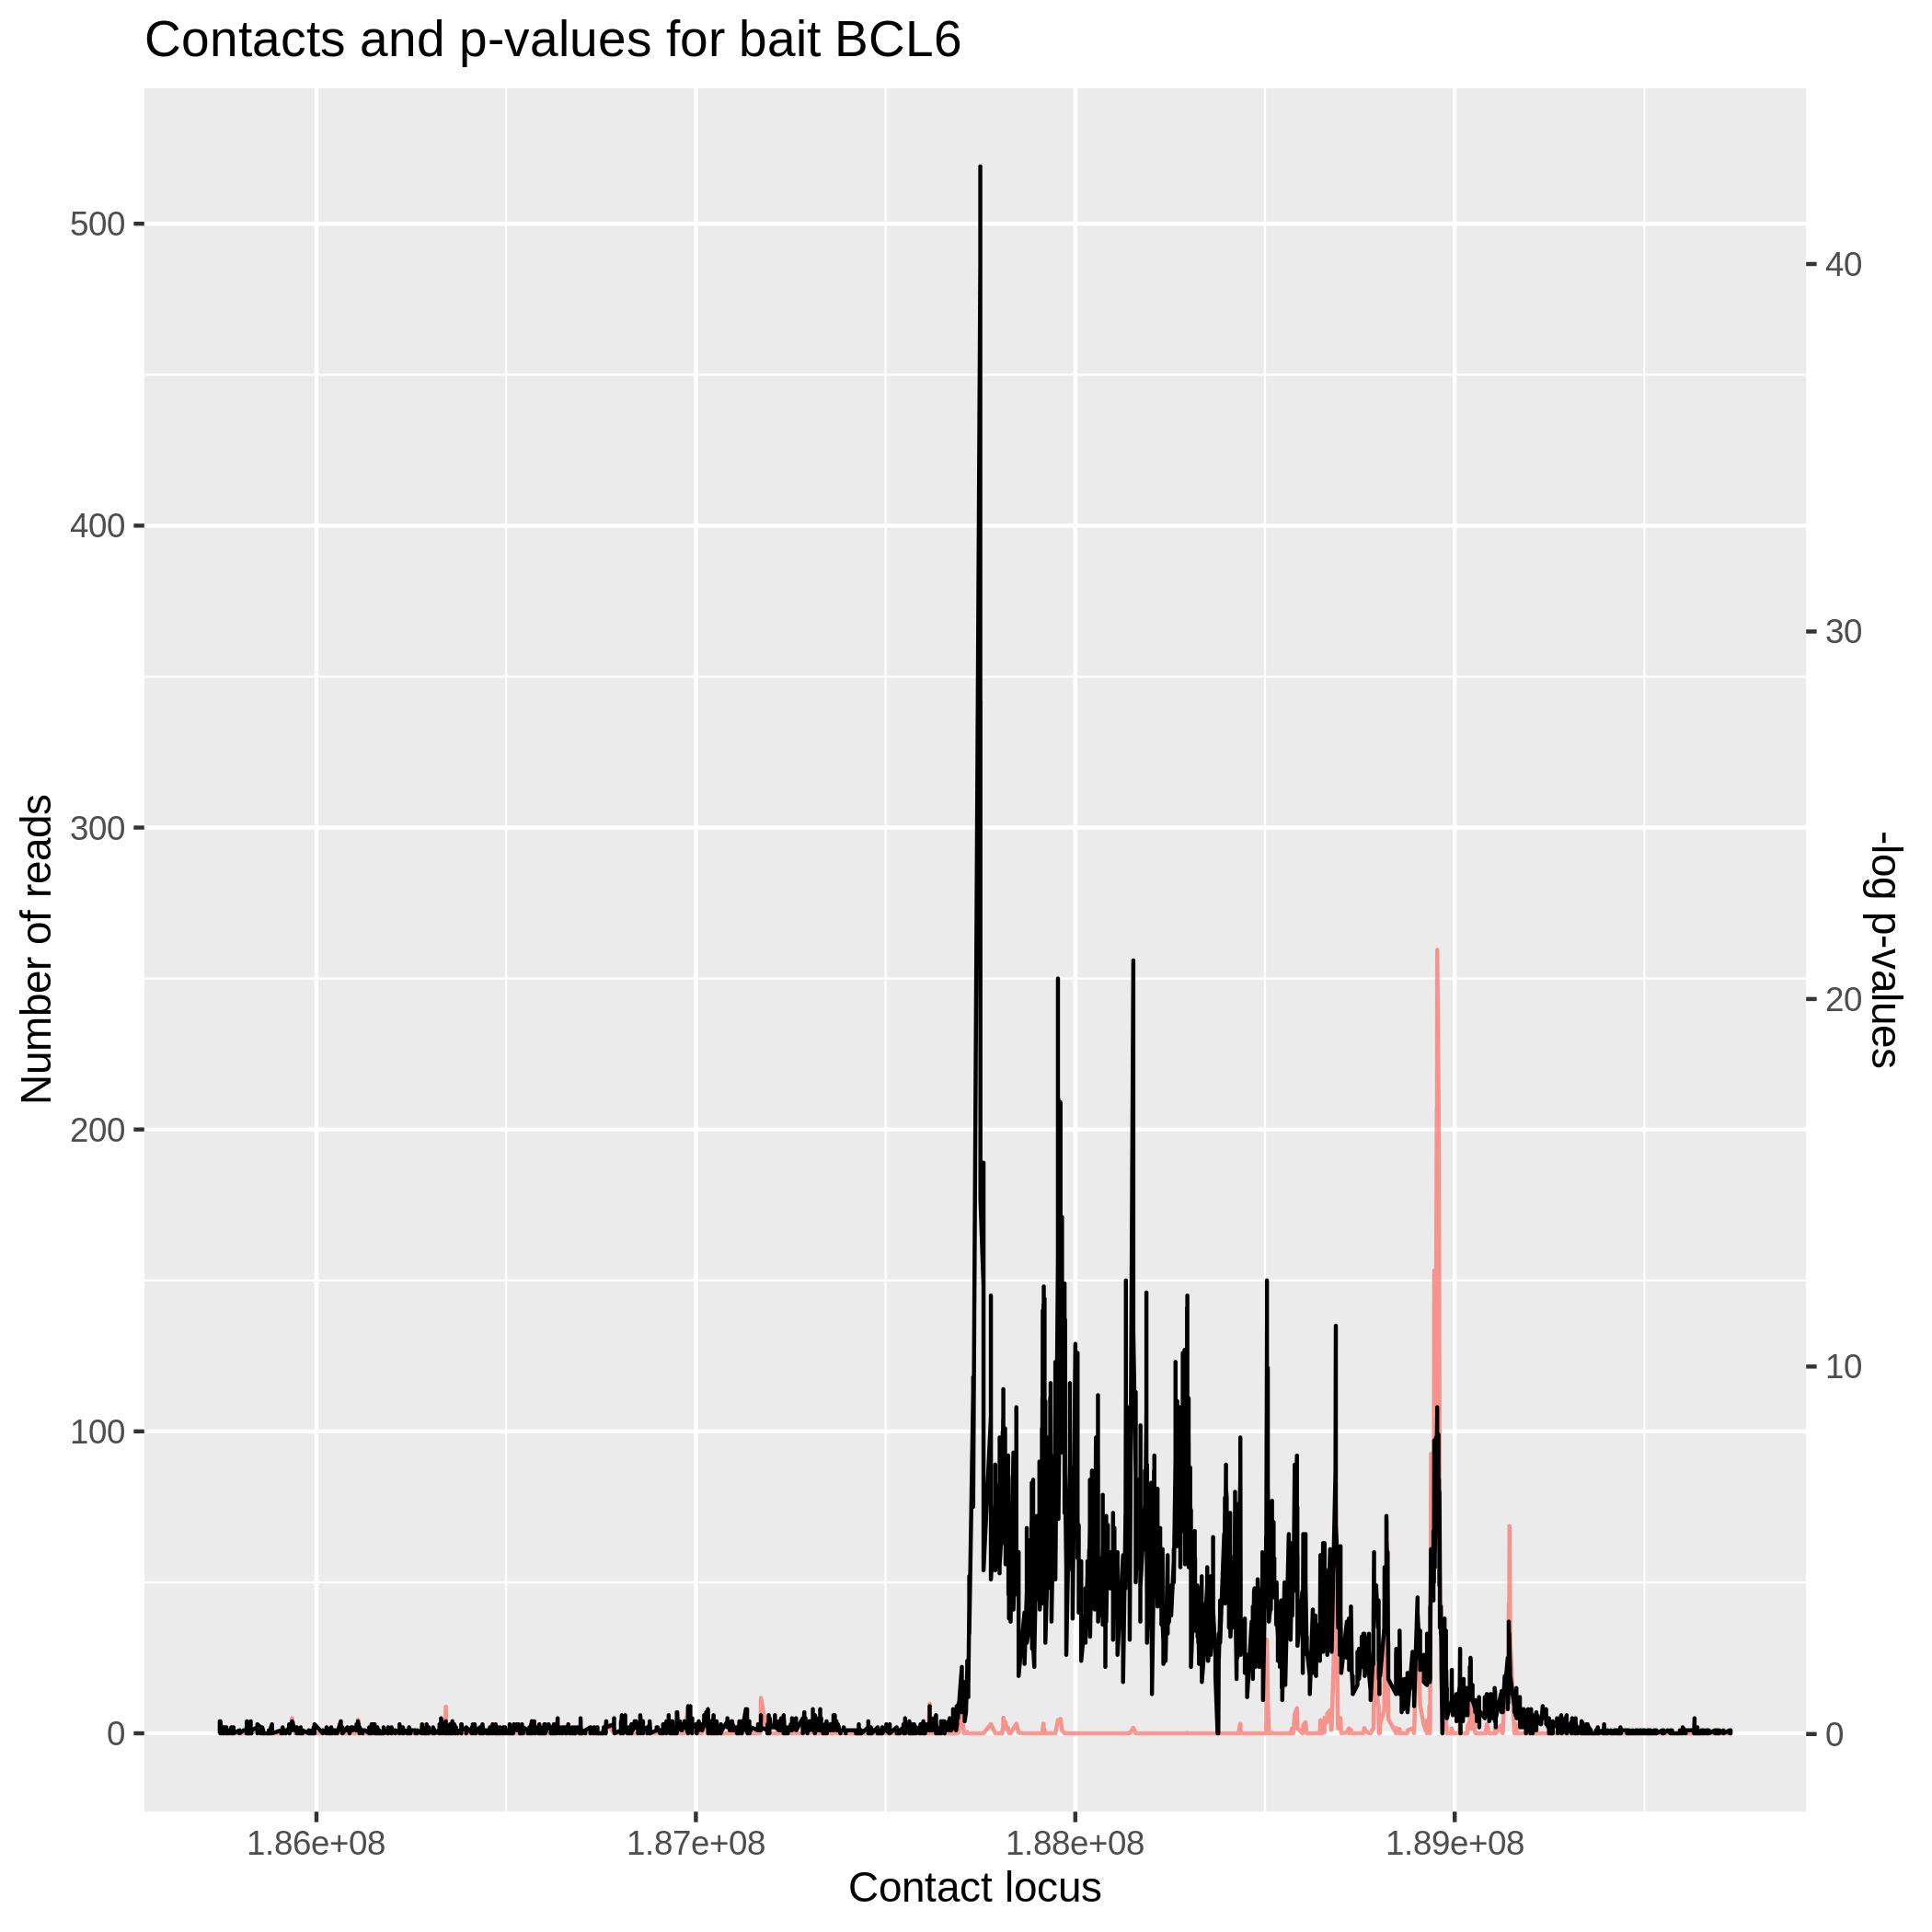 Contacts and p-values for bait BCL6
Number of reads
500
400
300
200
100
0
40
30
20
10
0
-log p-values
1.86e+08 1.87e+08 1.88e+08 1.89e+08
Contact locus